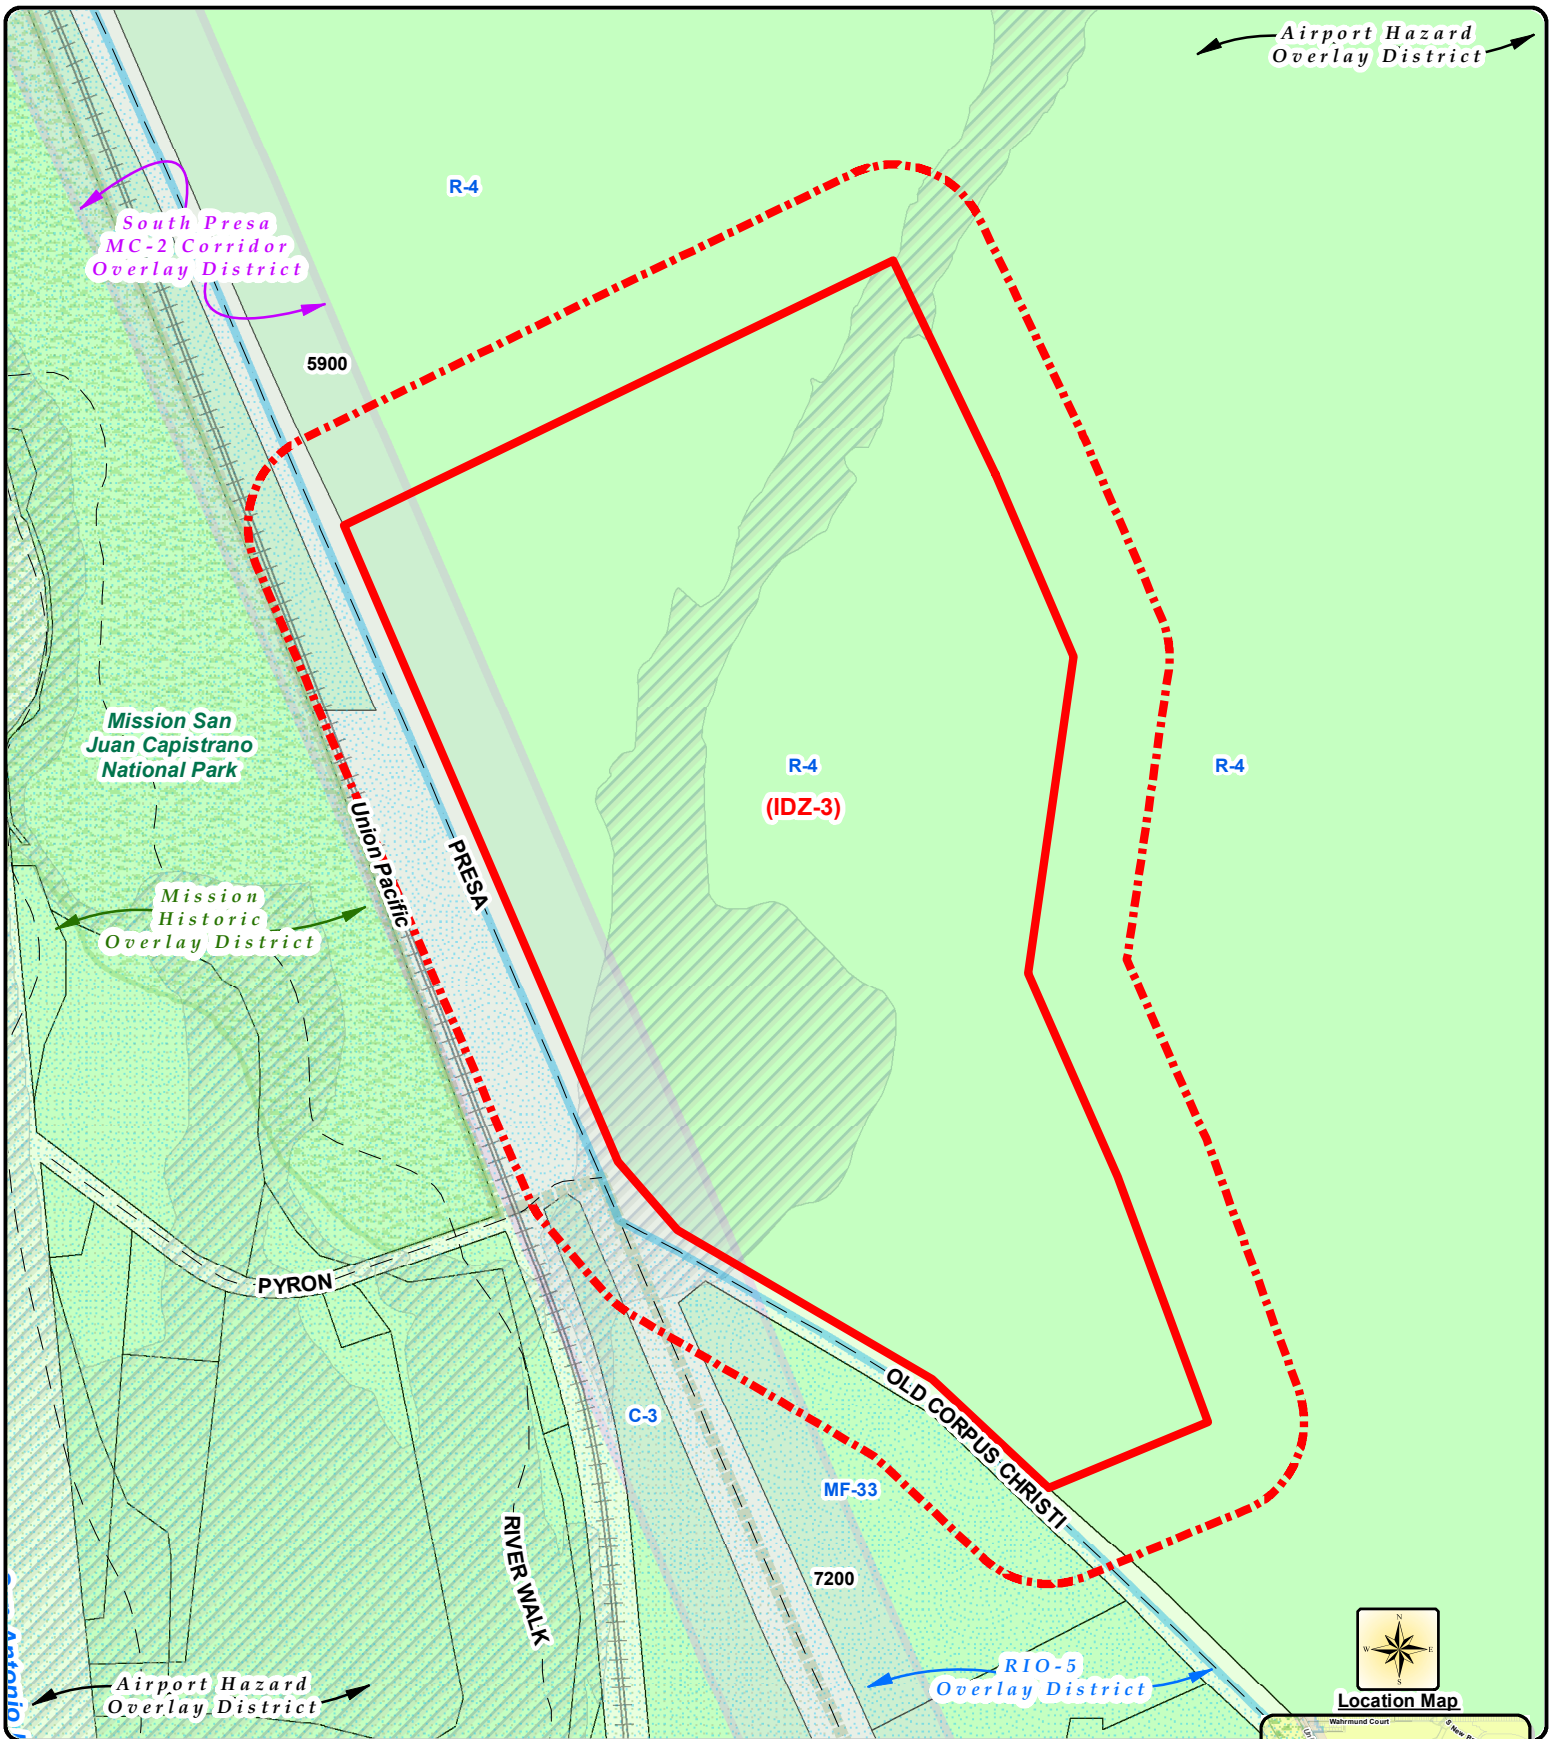 Airport Hazard
Overlay District
R-4
South Presa
MC-2 Corridor
Overlay District
5900
Mission San
Juan Capistrano
National Park
Union Pacific
PRESA
R-4
(IDZ-3)
R-4
Mission
Historic
Overlay District
PYRON
OLD CORPUS CHRISTI
C-3
MF-33
RIVER WALK
7200
Antonio
Airport Hazard
Overlay District
RIO-5
Overlay District
N
W
E
S
Location Map
Wahrmund Court